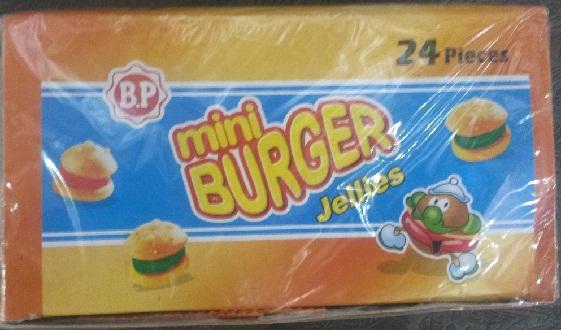 24 Pieces
B.P
mini
BURGER
Jellies